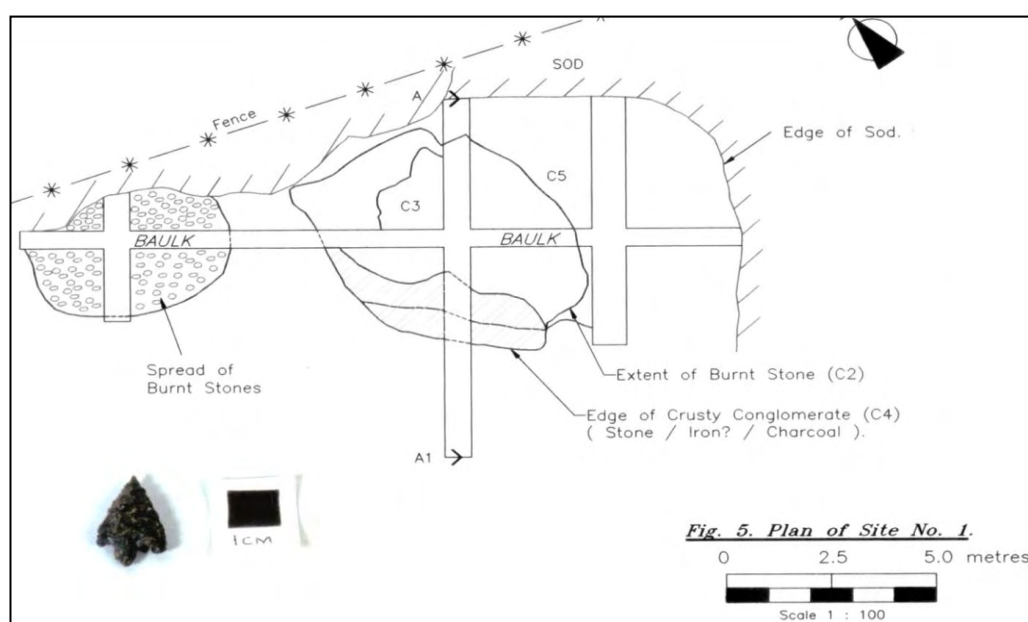 SOD
A
Fence
Edge of Sod.
C5
C3
BAULK
BAULK
Spread of
Burnt Stones
Extent of Burnt Stone (C2)
Edge of Crusty Conglomerate (C4)
( Stone / Iron? / Charcoal ).
A1
1CM
Fig. 5. Plan of Site No. 1.
0 2.5 5.0 metres
Scale 1 : 100